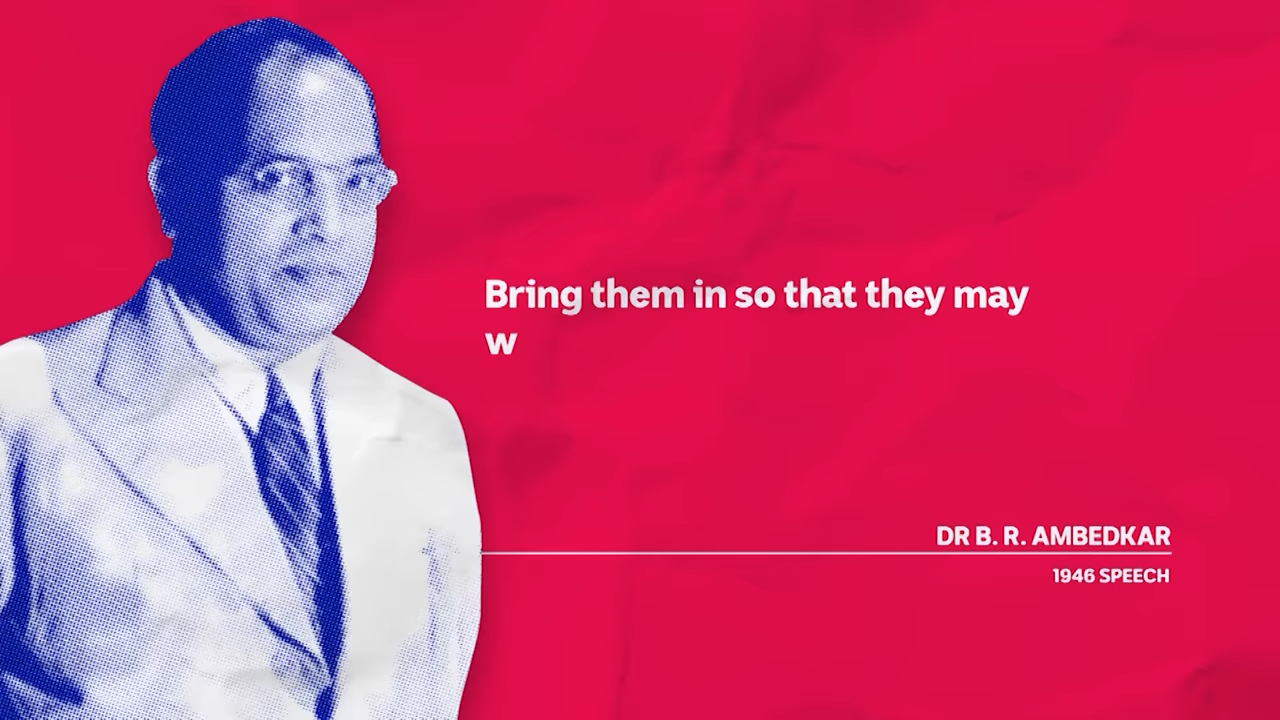 Bring them in so that they may
w
DR B. R. AMBEDKAR
1946 SPEECH